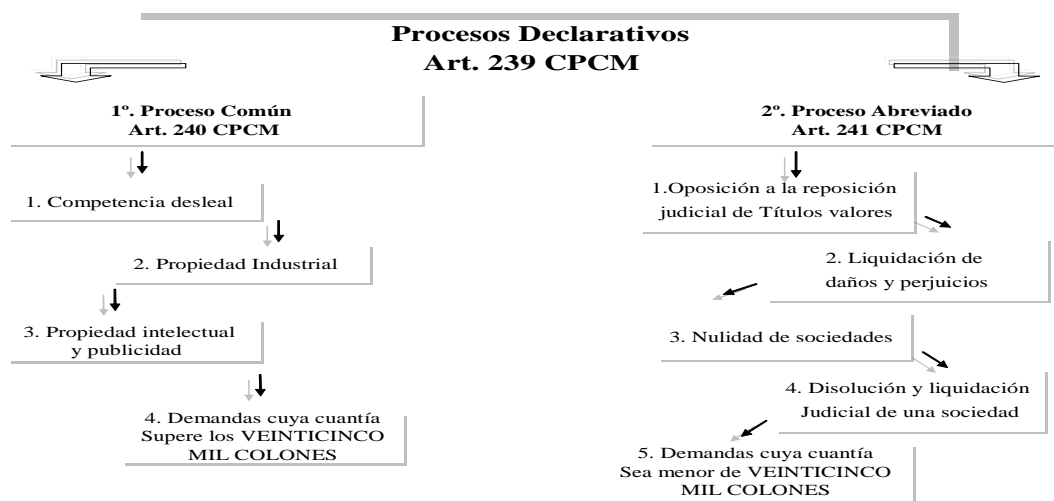 Procesos Declarativos
Art. 239 CPCM
1º. Proceso Común
Art. 240 CPCM
1. Competencia desleal
2. Propiedad Industrial
3. Propiedad intelectual
y publicidad
4. Demandas cuya cuantía
Supere los VEINTICINCO
MIL COLONES
2º. Proceso Abreviado
Art. 241 CPCM
1.Oposición a la reposición
judicial de Títulos valores
2. Liquidación de
daños y perjuicios
3. Nulidad de sociedades
4. Disolución y liquidación
Judicial de una sociedad
5. Demandas cuya cuantía
Sea menor de VEINTICINCO
MIL COLONES